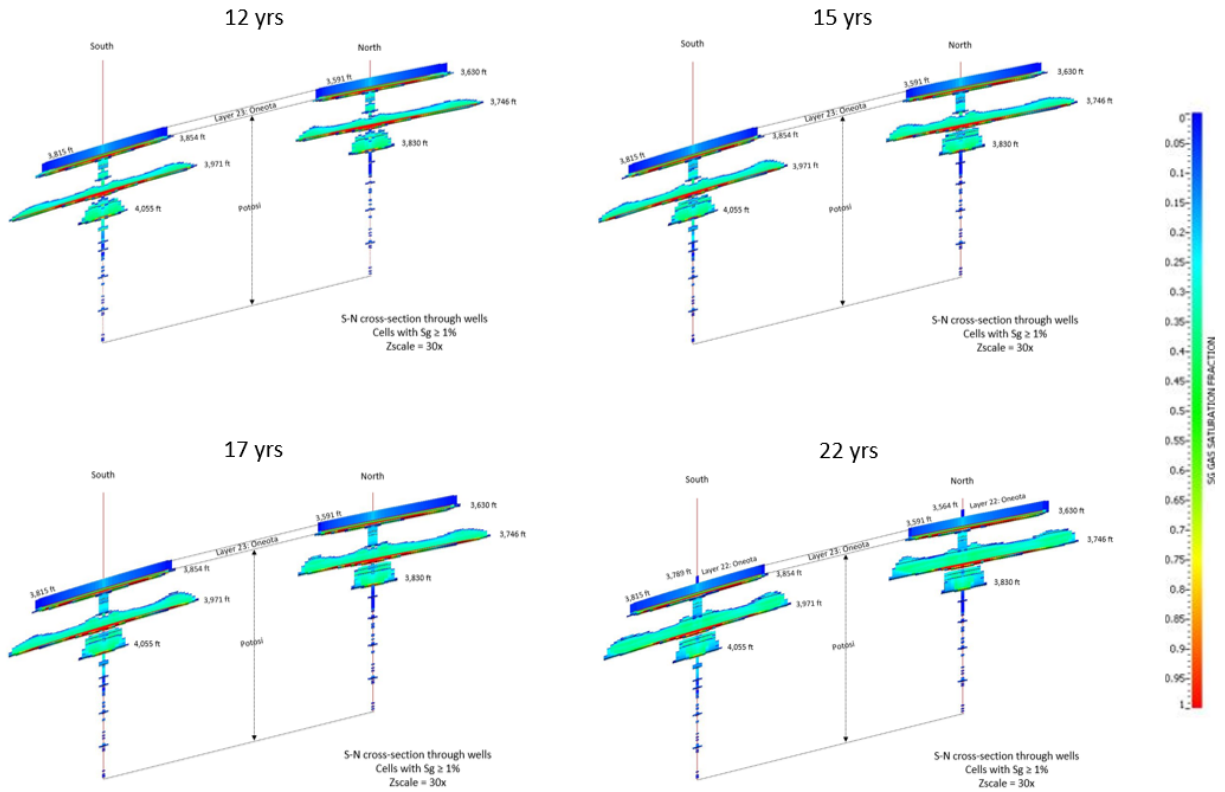 12 yrs
South
North
3,591 ft
3,630 ft
Layer 23: Oneota
3,746 ft
3,815 ft
3,854 ft
3,830 ft
3,971 ft
4,055 ft
Potosi
S-N cross-section through wells
Cells with Sg ≥ 1%
Zscale = 30x
15 yrs
3,591 ft
3,630 ft
Layer 23: Oneota
3,746 ft
3,815 ft
3,854 ft
3,830 ft
3,971 ft
4,055 ft
Potosi
S-N cross-section through wells
Cells with Sg ≥ 1%
Zscale = 30x
17 yrs
South
North
3,591 ft
3,630 ft
Layer 23: Oneota
3,746 ft
3,815 ft
3,854 ft
3,830 ft
3,971 ft
4,055 ft
Potosi
S-N cross-section through wells
Cells with Sg ≥ 1%
Zscale = 30x
22 yrs
South
North
3,564 ft
Layer 22: Oneota
3,591 ft
3,630 ft
Layer 23: Oneota
3,746 ft
3,789 ft
Layer 22: Oneota
3,815 ft
3,854 ft
3,830 ft
3,971 ft
4,055 ft
Potosi
S-N cross-section through wells
Cells with Sg ≥ 1%
Zscale = 30x
0
0.05
0.1
0.15
0.2
0.25
0.3
0.35
0.4
0.45
0.5
0.55
0.6
0.65
0.7
0.75
0.8
0.85
0.9
0.95
1
SG GAS SATURATION FRACTION